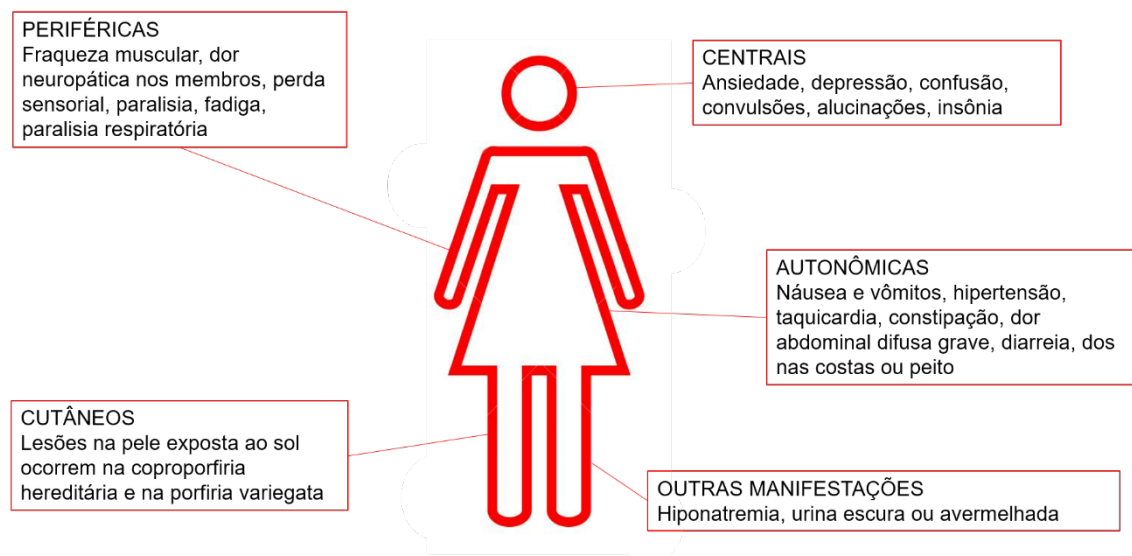 PERIFÉRICAS
Fraqueza muscular, dor
neuropática nos membros, perda
sensorial, paralisia, fadiga,
paralisia respiratória
CENTRAIS
Ansiedade, depressão, confusão,
convulsões, alucinações, insônia
AUTONÔMICAS
Náusea e vômitos, hipertensão,
taquicardia, constipação, dor
abdominal difusa grave, diarreia, dos
nas costas ou peito
CUTÂNEOS
Lesões na pele exposta ao sol
ocorrem na coproporfiria
hereditária e na porfiria variegata
OUTRAS MANIFESTAÇÕES
Hiponatremia, urina escura ou avermelhada